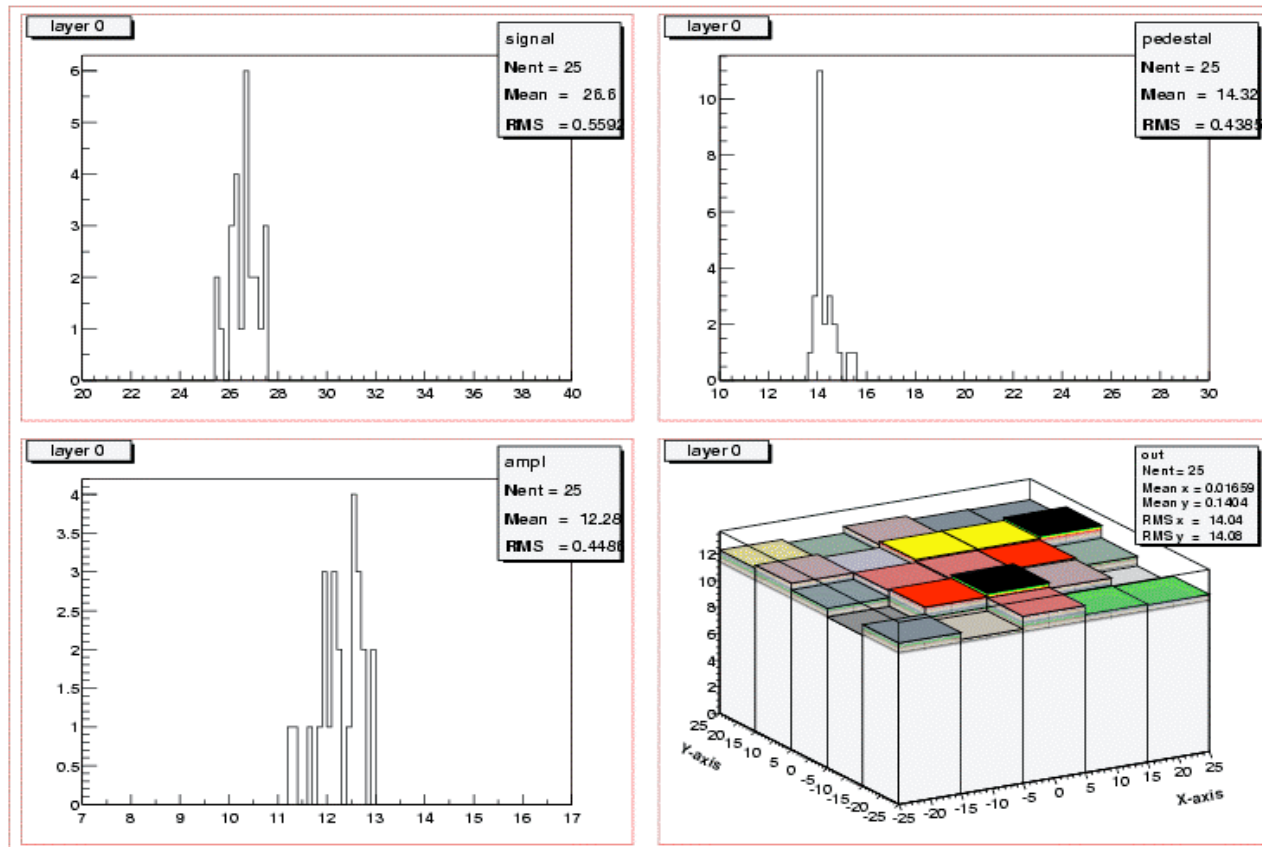 layer 0
signal
Nent = 25
Mean = 26.6
RMS = 0.5592
6
5
4
3
2
1
0
20 22 24 26 28 30 32 34 36 38 40
layer 0
pedestal
Nent = 25
Mean = 14.32
RMS = 0.4385
10
8
6
4
2
0
10 12 14 16 18 20 22 24 26 28 30
layer 0
ampl
Nent = 25
Mean = 12.28
RMS = 0.4488
4
3.5
3
2.5
2
1.5
1
0.5
0
7 8 9 10 11 12 13 14 15 16 17
layer 0
out
Nent = 25
Mean x = 0.01659
Mean y = 0.1404
RMS x = 14.04
RMS y = 14.08
12
10
8
6
4
2
0
25 20 15 10 5 0 -5 -10 -15 -20 -25
Y-axis
-25 -20 -15 -10 -5 0 5 10 15 20 25
X-axis